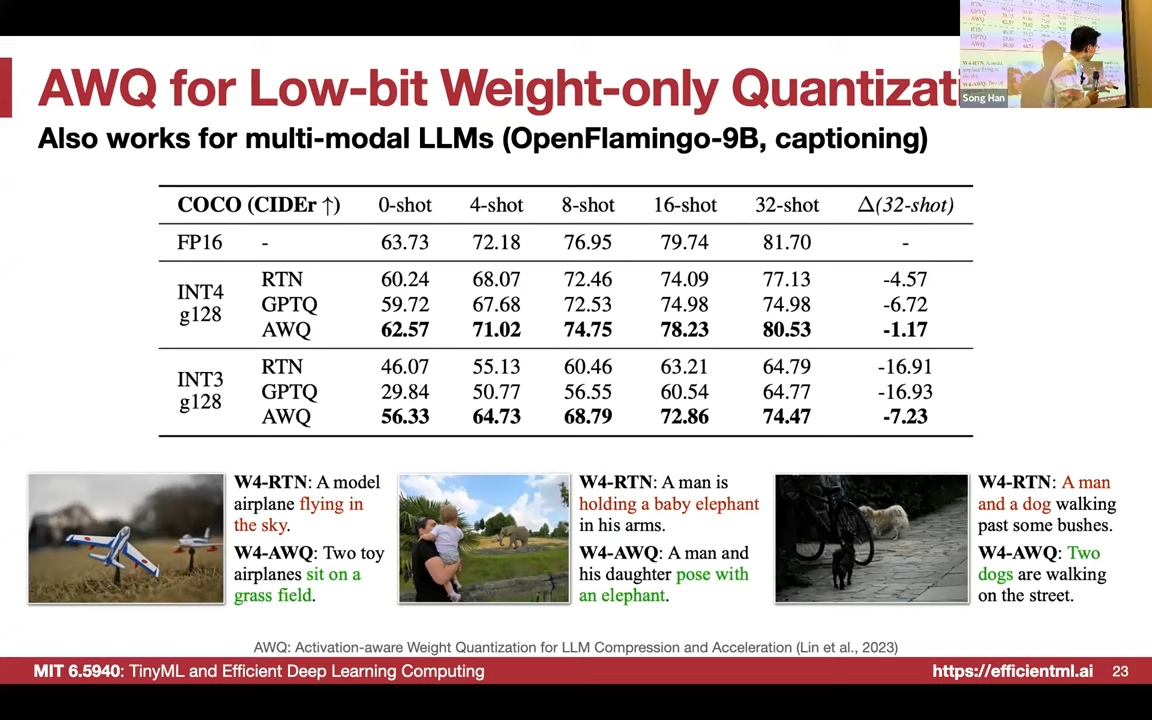 AWQ for Low-bit Weight-only Quantizati
Song Han
Also works for multi-modal LLMs (OpenFlamingo-9B, captioning)
COCO (CIDEr ↑) 0-shot 4-shot 8-shot 16-shot 32-shot Δ(32-shot)
FP16 - 63.73 72.18 76.95 79.74 81.70 -
INT4 g128
RTN 60.24 68.07 72.46 74.09 77.13 -4.57
GPTQ 59.72 67.68 72.53 74.98 74.98 -6.72
AWQ 62.57 71.02 74.75 78.23 80.53 -1.17
INT3 g128
RTN 46.07 55.13 60.46 63.21 64.79 -16.91
GPTQ 29.84 50.77 56.55 60.54 64.77 -16.93
AWQ 56.33 64.73 68.79 72.86 74.47 -7.23
W4-RTN: A model
airplane flying in
the sky.
W4-AWQ: Two toy
airplanes sit on a
grass field.
W4-RTN: A man is
holding a baby elephant
in his arms.
W4-AWQ: A man and
his daughter pose with
an elephant.
W4-RTN: A man
and a dog walking
past some bushes.
W4-AWQ: Two
dogs are walking
on the street.
AWQ: Activation-aware Weight Quantization for LLM Compression and Acceleration (Lin et al., 2023)
MIT 6.5940: TinyML and Efficient Deep Learning Computing
https://efficientml.ai 23